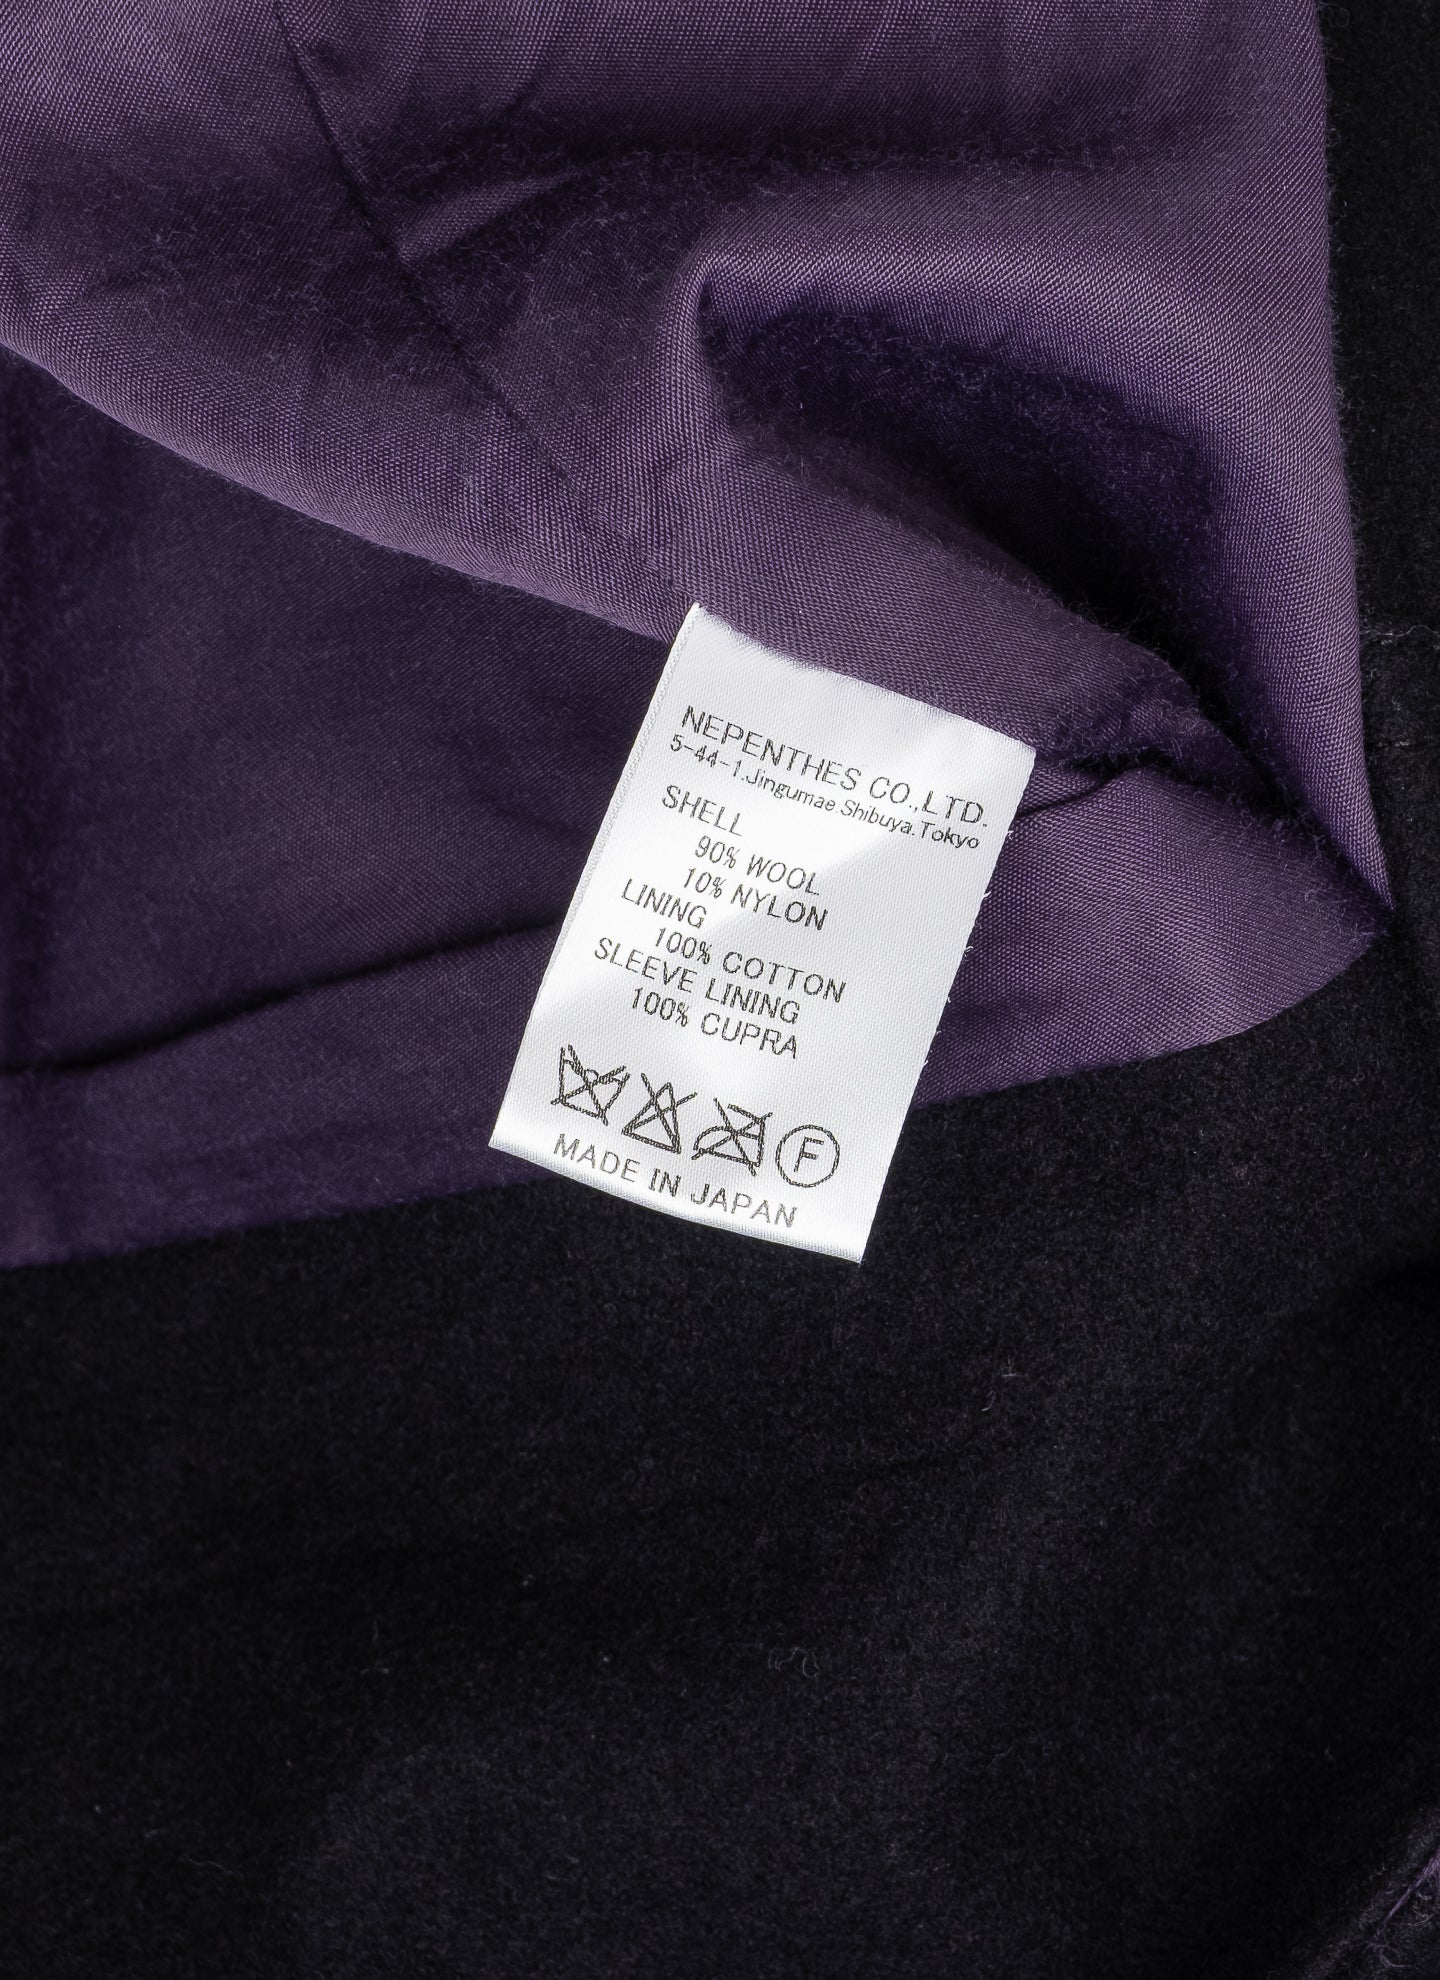 NEPENTHES CO.,LTD.
5-44-1.Jingumae.Shibuya.Tokyo
SHELL
90% WOOL
10% NYLON
LINING
100% COTTON
SLEEVE LINING
100% CUPRA
F
MADE IN JAPAN